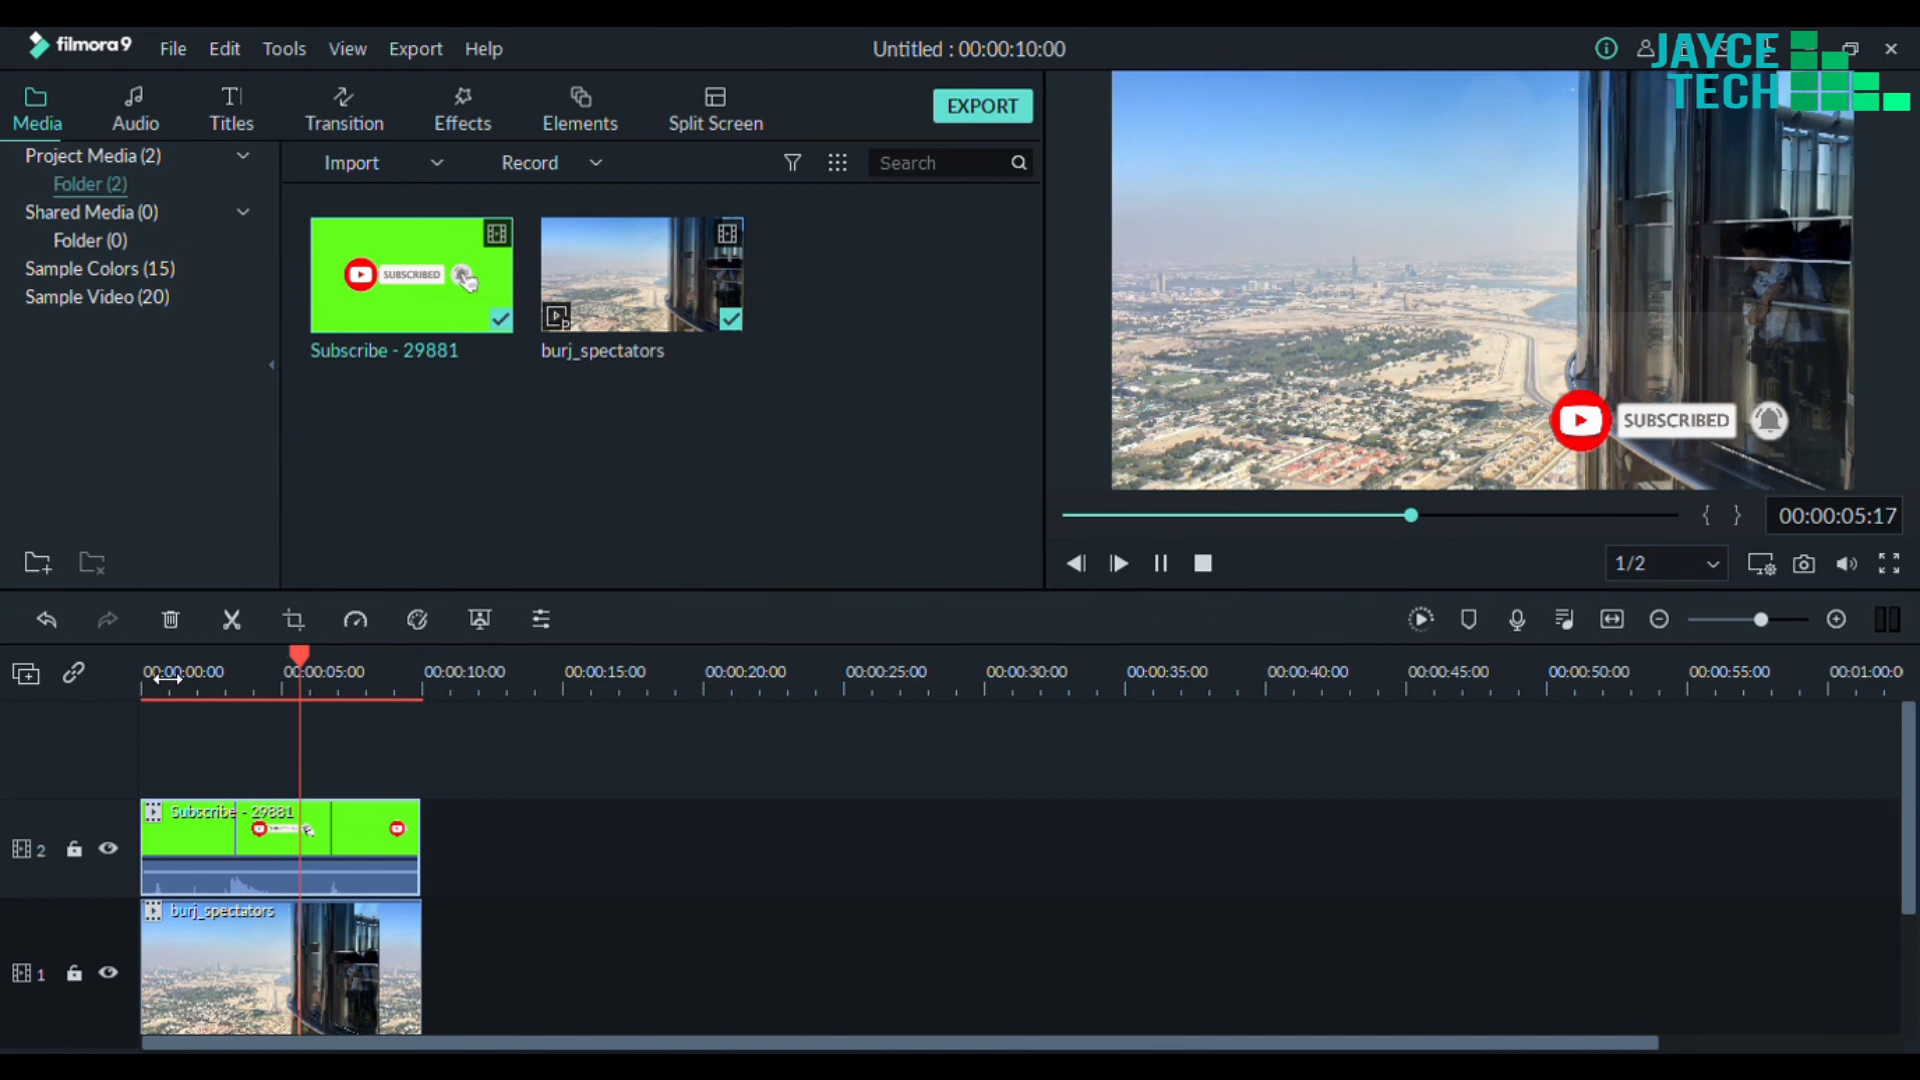 filmora9 File Edit Tools View Export Help Untitled : 00:00:10:00
JAYCE
TECH
Media Audio Titles Transition Effects Elements Split Screen EXPORT
Project Media (2)
Folder (2)
Shared Media (0)
Folder (0)
Sample Colors (15)
Sample Video (20)
Import Record Search
SUBSCRIBED
Subscribe - 29881 burj_spectators
SUBSCRIBED
{ } 00:00:05:17
1/2
00:00:00:00 00:00:05:00 00:00:10:00 00:00:15:00 00:00:20:00 00:00:25:00 00:00:30:00 00:00:35:00 00:00:40:00 00:00:45:00 00:00:50:00 00:00:55:00 00:01:00:0
Subscribe - 29881
2
burj_spectators
1